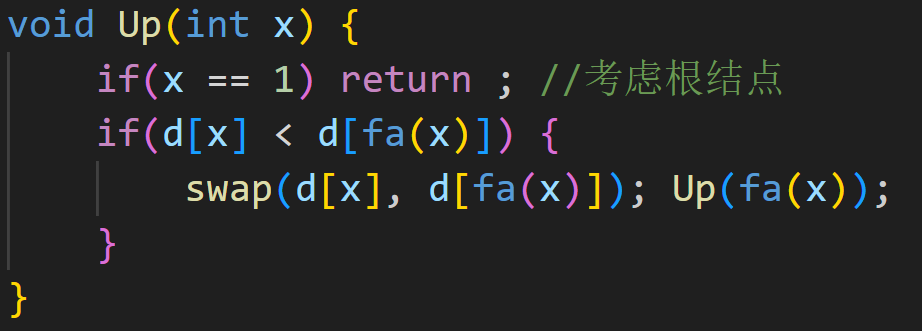 void Up(int x) {
    if(x == 1) return ; //考虑根结点
    if(d[x] < d[fa(x)]) {
        swap(d[x], d[fa(x)]); Up(fa(x));
    }
}